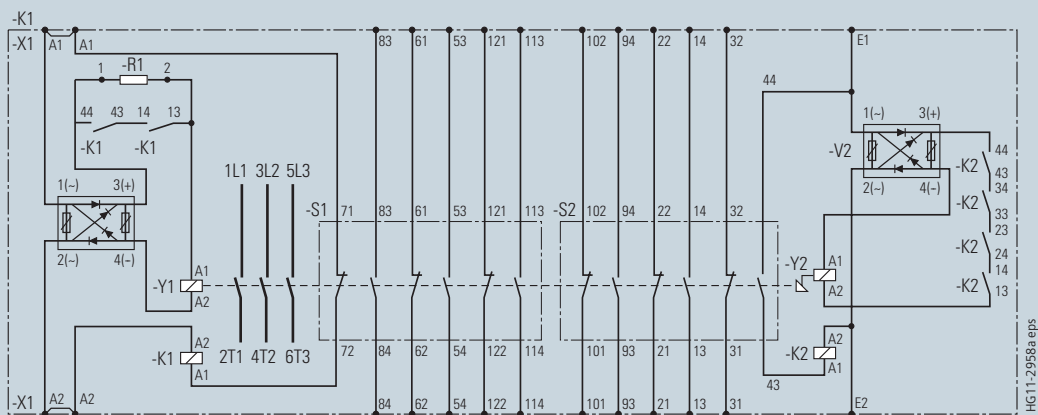 -K1
-X1 A1 A1 83 61 53 121 113 102 94 22 14 32 E1
1 -R1 2
44 43 14 13
-K1 -K1
44
1(~) 3(+)
-V2
2(~) 4(-)
44
-K2
43
34
-K2
33
23
-K2
24
14
-K2
13
1L1 3L2 5L3
1(~) 3(+)
2(~) 4(-)
-S1 71 83 61 53 121 113 -S2 102 94 22 14 32
A1
-Y1
A2
-Y2
A1
A2
2T1 4T2 6T3
A2
-K1
A1
72 84 62 54 122 114 101 93 21 13 31
A2
-K2
A1
43
-X1 A2 A2 84 62 54 122 114 101 93 21 13 31 E2
HG11-2958a eps